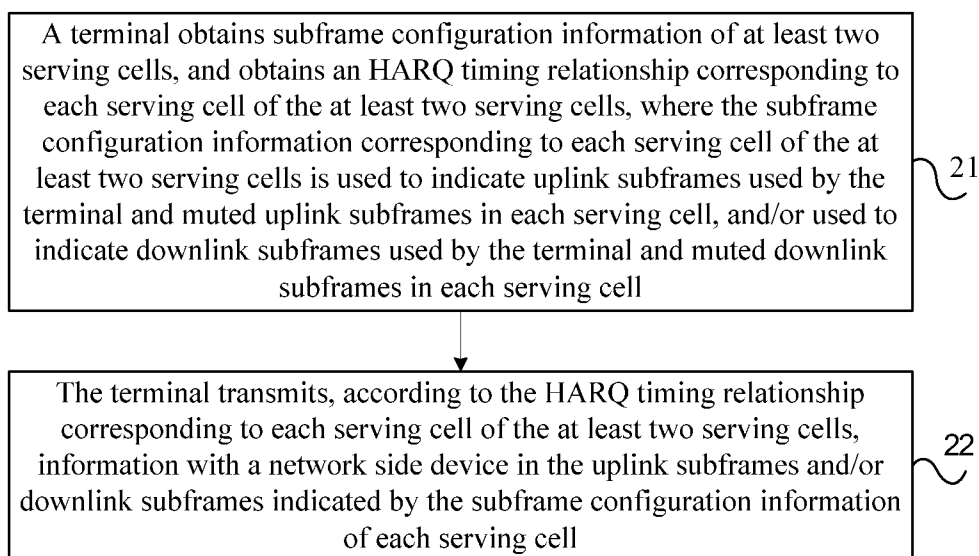 A terminal obtains subframe configuration information of at least two
serving cells, and obtains an HARQ timing relationship corresponding to
each serving cell of the at least two serving cells, where the subframe
configuration information corresponding to each serving cell of the at
least two serving cells is used to indicate uplink subframes used by the
terminal and muted uplink subframes in each serving cell, and/or used to
indicate downlink subframes used by the terminal and muted downlink
subframes in each serving cell
21
The terminal transmits, according to the HARQ timing relationship
corresponding to each serving cell of the at least two serving cells,
information with a network side device in the uplink subframes and/or
downlink subframes indicated by the subframe configuration information
of each serving cell
22